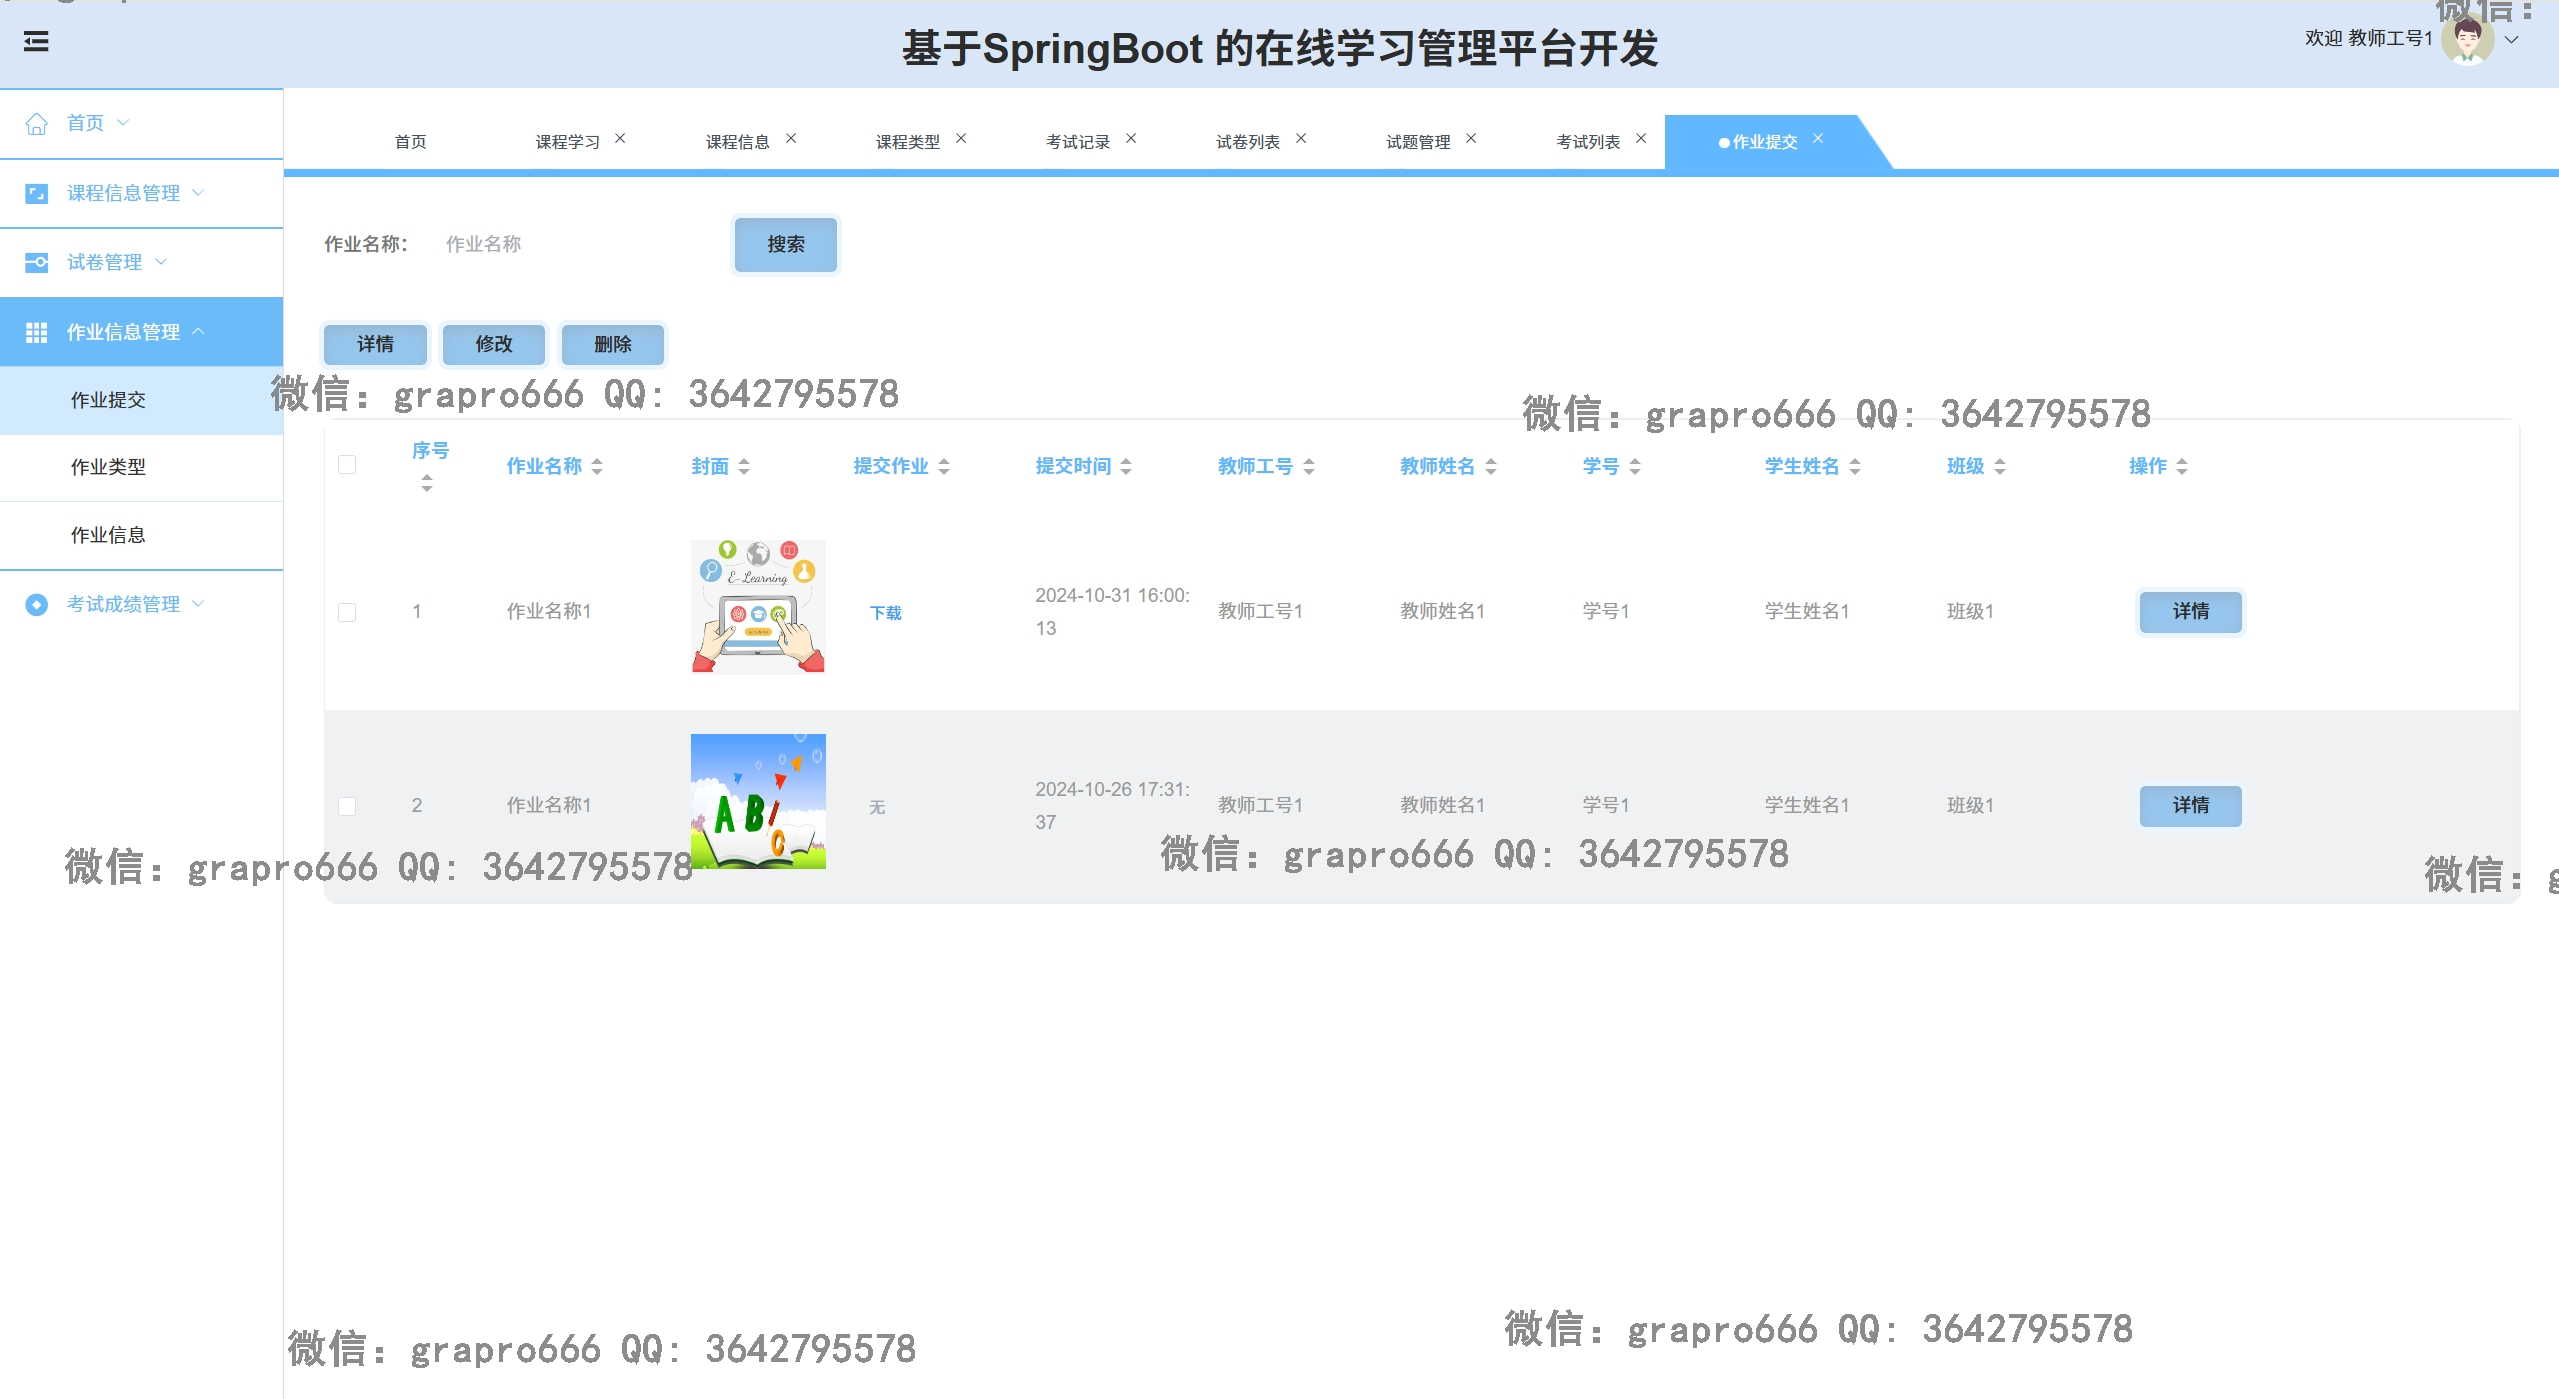 微信:
基于SpringBoot 的在线学习管理平台开发
欢迎 教师工号1
首页
课程信息管理
试卷管理
作业信息管理
作业提交
作业类型
作业信息
考试成绩管理
首页
课程学习
课程信息
课程类型
考试记录
试卷列表
试题管理
考试列表
作业提交
作业名称:
作业名称
搜索
详情
修改
删除
微信: grapro666 QQ: 3642795578
微信: grapro666 QQ: 3642795578
序号
作业名称
封面
提交作业
提交时间
教师工号
教师姓名
学号
学生姓名
班级
操作
1
作业名称1
E-Learning
下载
2024-10-31 16:00:
13
教师工号1
教师姓名1
学号1
学生姓名1
班级1
详情
2
作业名称1
A B C
无
2024-10-26 17:31:
37
教师工号1
教师姓名1
学号1
学生姓名1
班级1
详情
微信: grapro666 QQ: 3642795578
微信: grapro666 QQ: 3642795578
微信: g
微信: grapro666 QQ: 3642795578
微信: grapro666 QQ: 3642795578